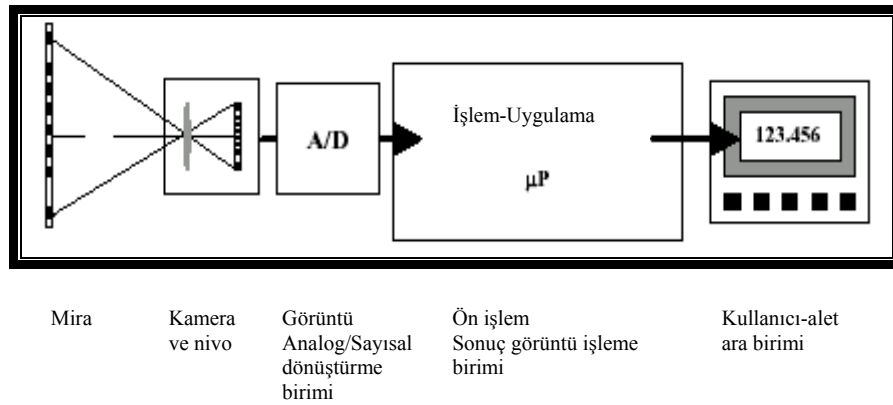 İşlem-Uygulama
A/D
µP
123.456
Mira
Kamera
ve nivo
Görüntü
Analog/Sayısal
dönüştürme
birimi
Ön işlem
Sonuç görüntü işleme
birimi
Kullanıcı-alet
ara birimi